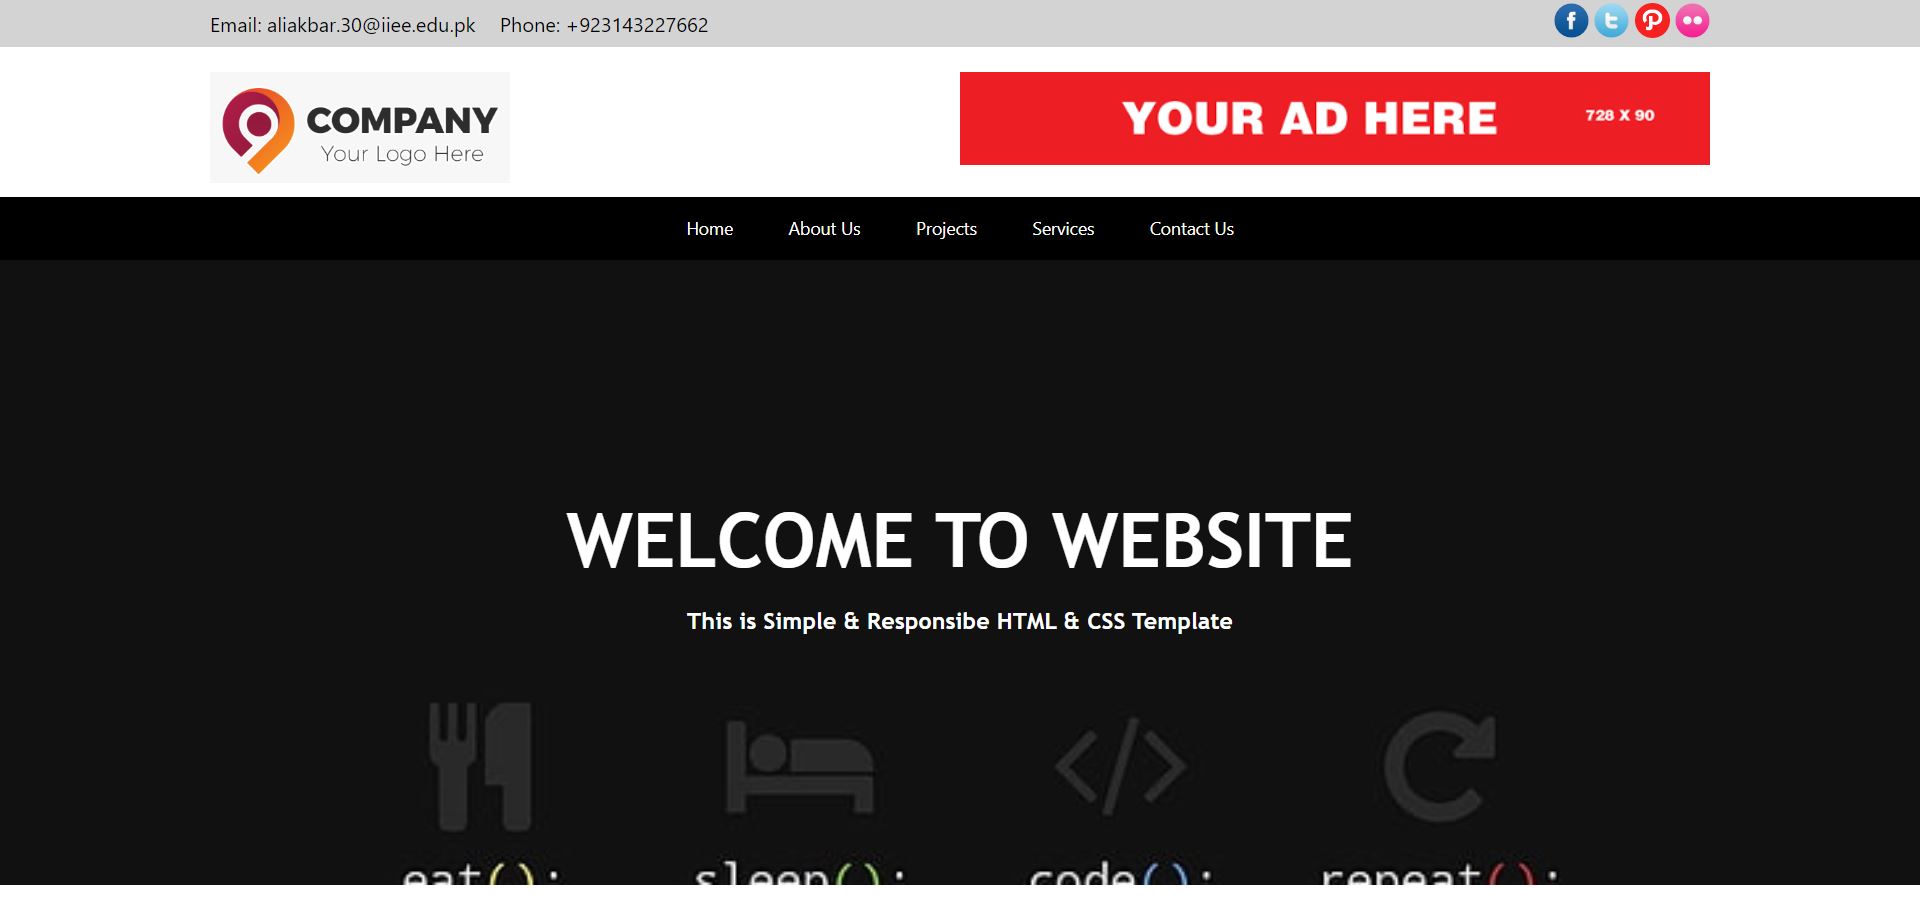 Email: aliakbar.30@iiee.edu.pk Phone: +923143227662
COMPANY
Your Logo Here
YOUR AD HERE 728 X 90
Home About Us Projects Services Contact Us
WELCOME TO WEBSITE
This is Simple & Responsibe HTML & CSS Template
eat(); sleep(); code(); repeat();